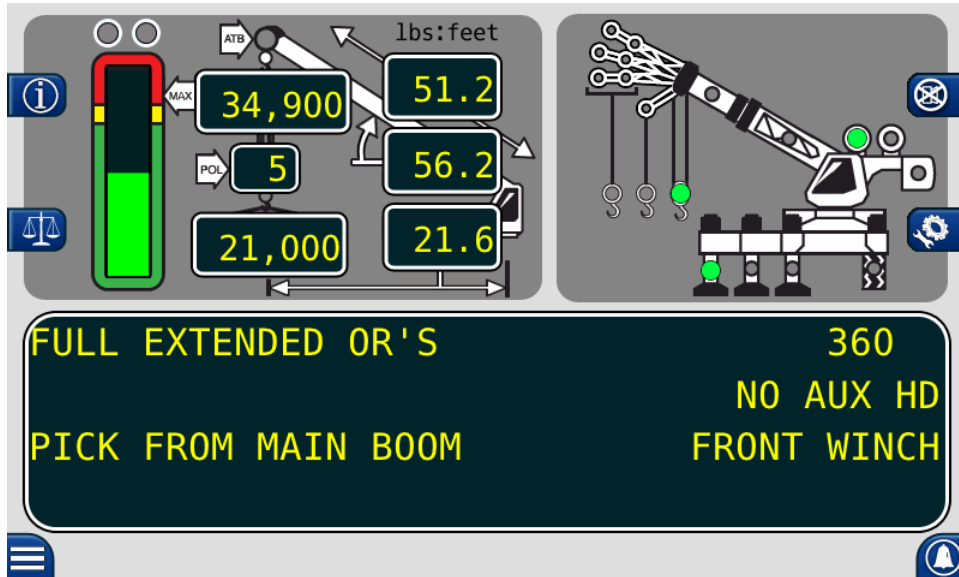 lbs:feet
ATB
MAX
34,900
51.2
POL
5
56.2
21,000
21.6
FULL EXTENDED OR'S 360
NO AUX HD
PICK FROM MAIN BOOM FRONT WINCH